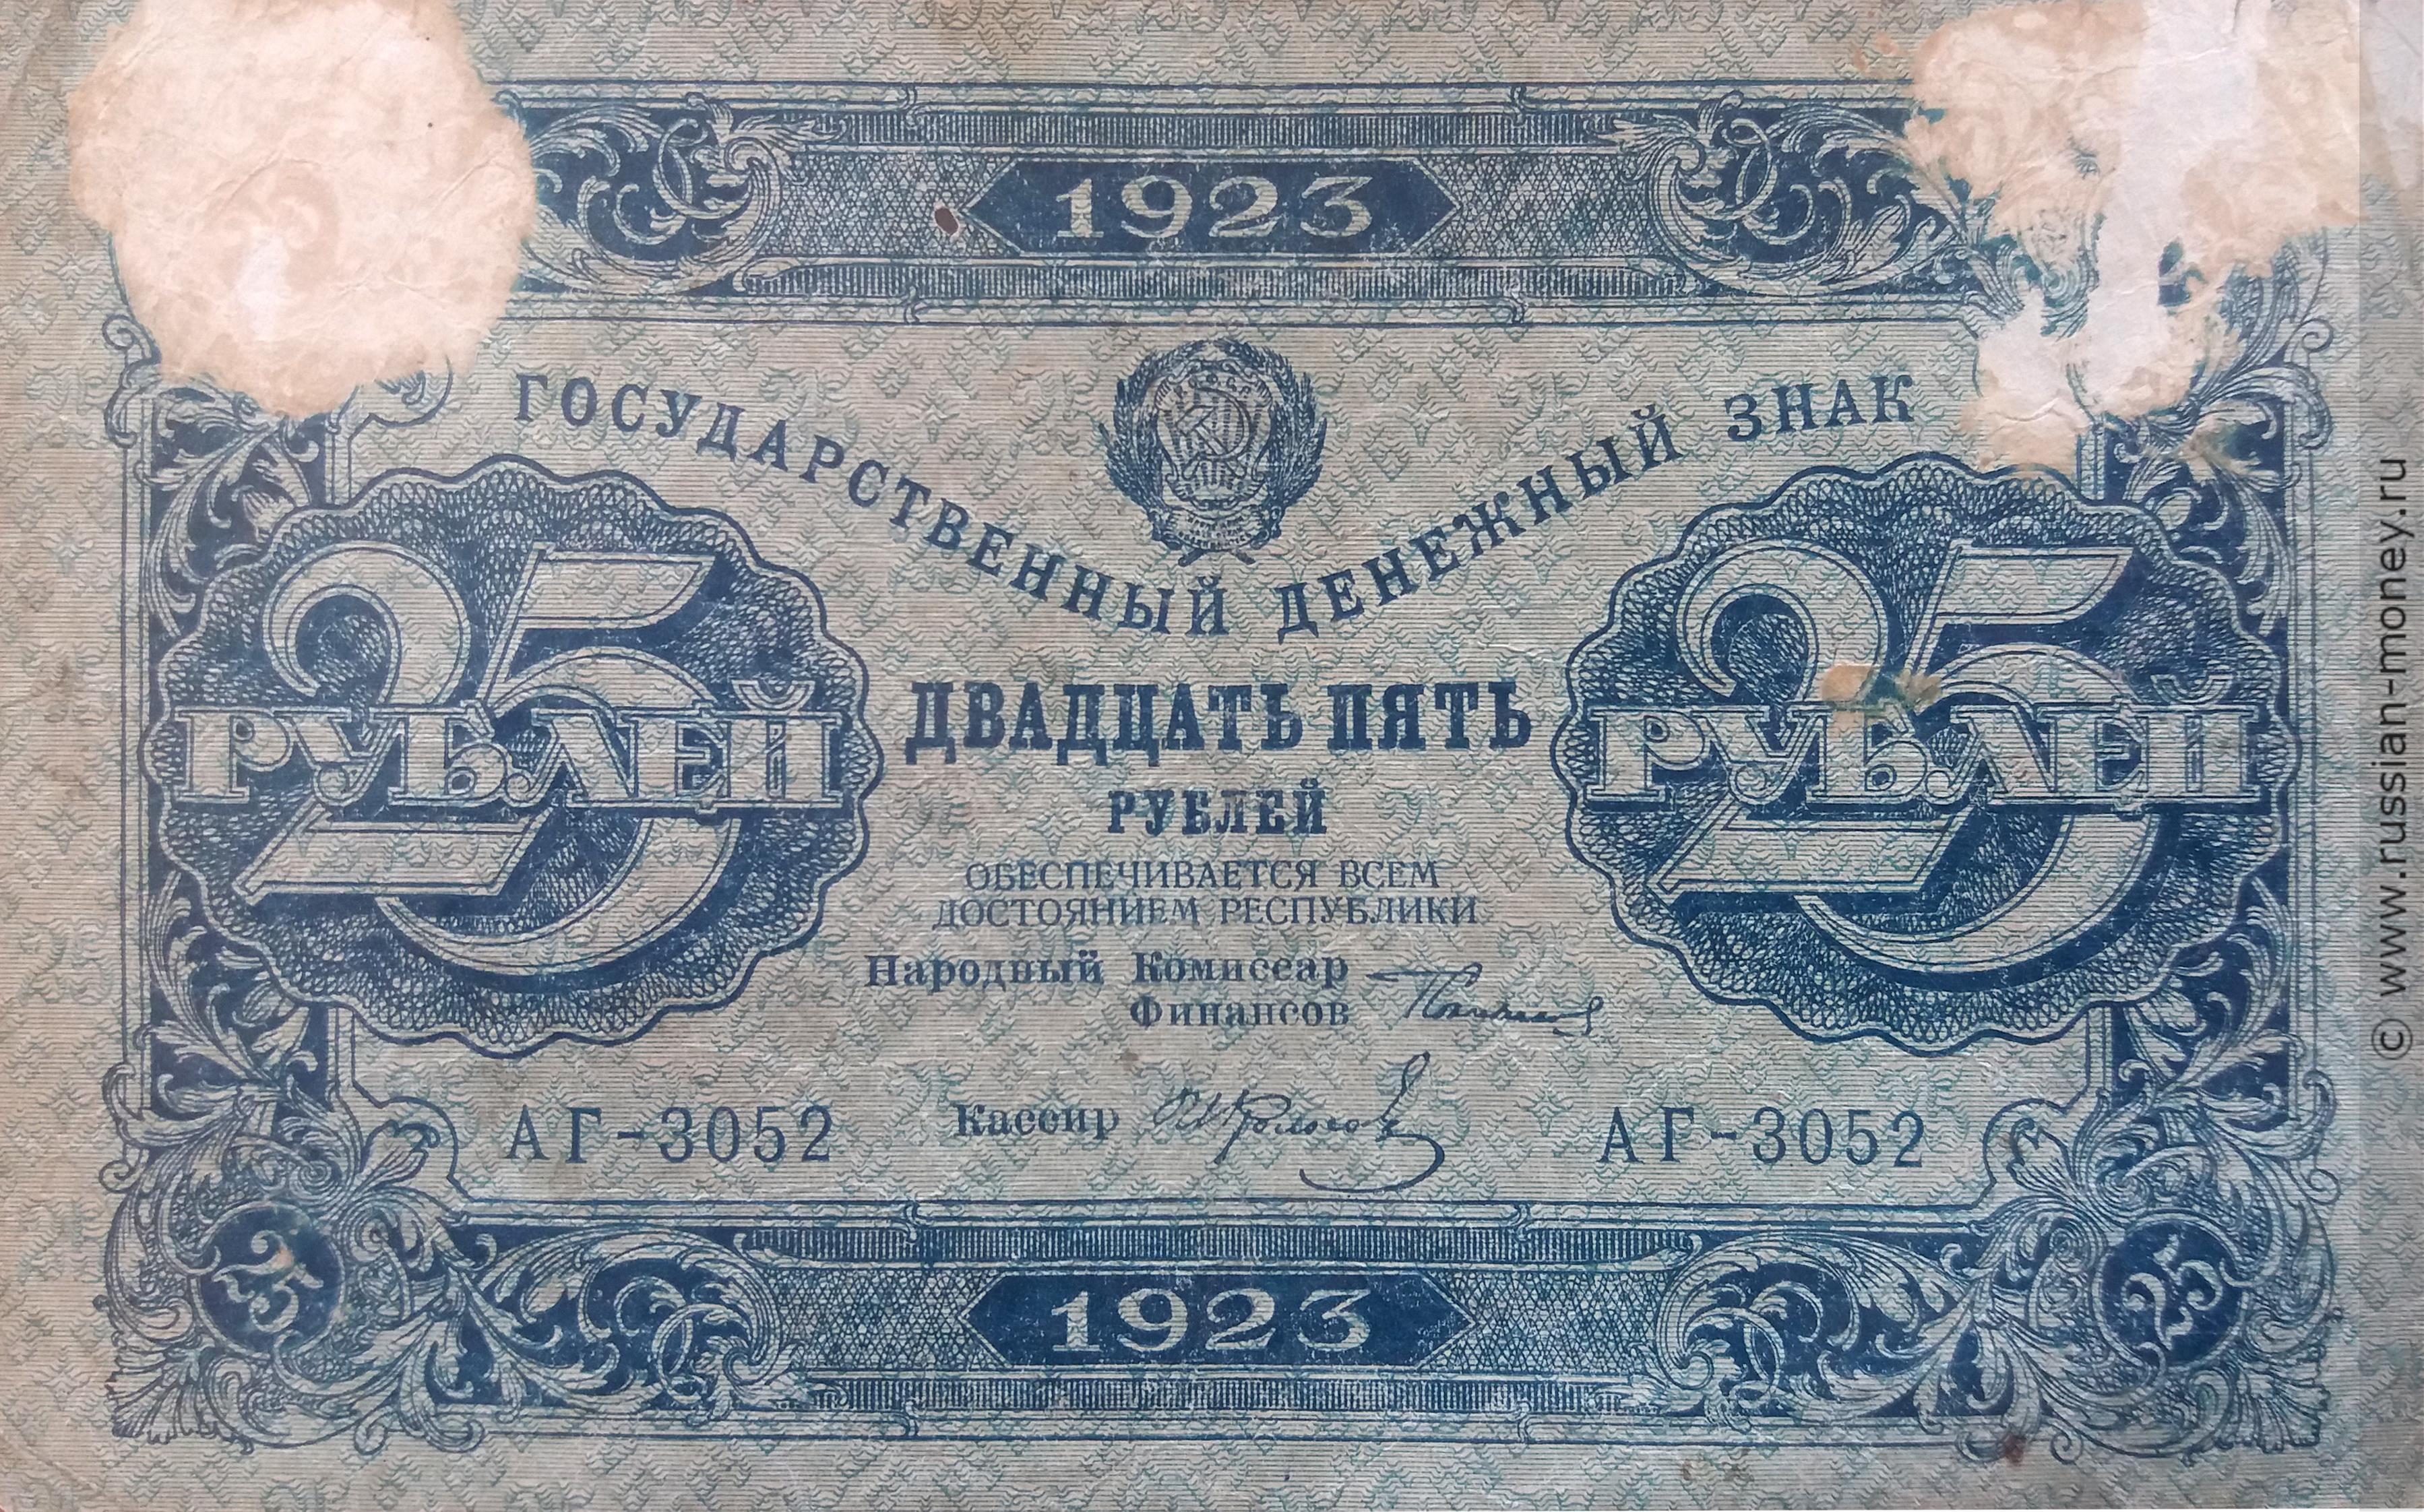 1923
ГОСУДАРСТВЕННЫЙ ДЕНЕЖНЫЙ ЗНАК
25
РУБЛЕЙ
25
РУБЛЕЙ
ДВАДЦАТЬ ПЯТЬ
РУБЛЕЙ
ОБЕСПЕЧИВАЕТСЯ ВСЕМ
ДОСТОЯНИЕМ РЕСПУБЛИКИ
Народный Комиссар
Финансов
АГ-3052
Кассир
АГ-3052
25
1923
25
© www.russian-money.ru